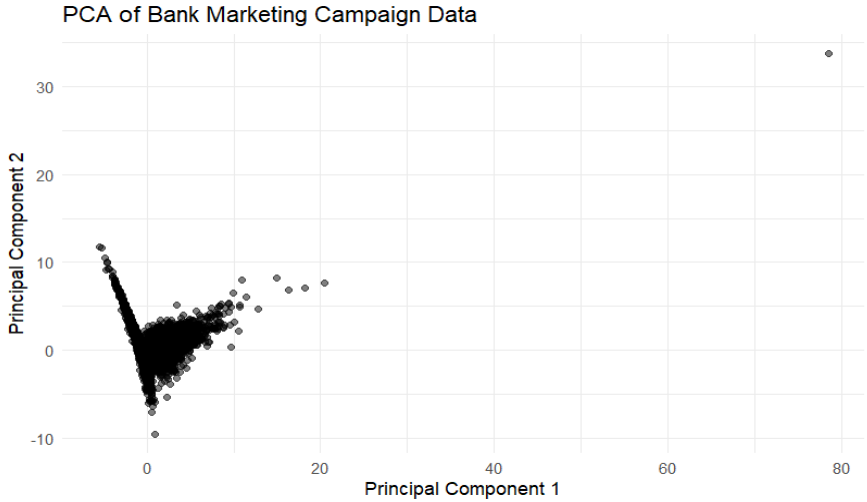 PCA of Bank Marketing Campaign Data
Principal Component 2
30
20
10
0
-10
0 20 40 60 80
Principal Component 1